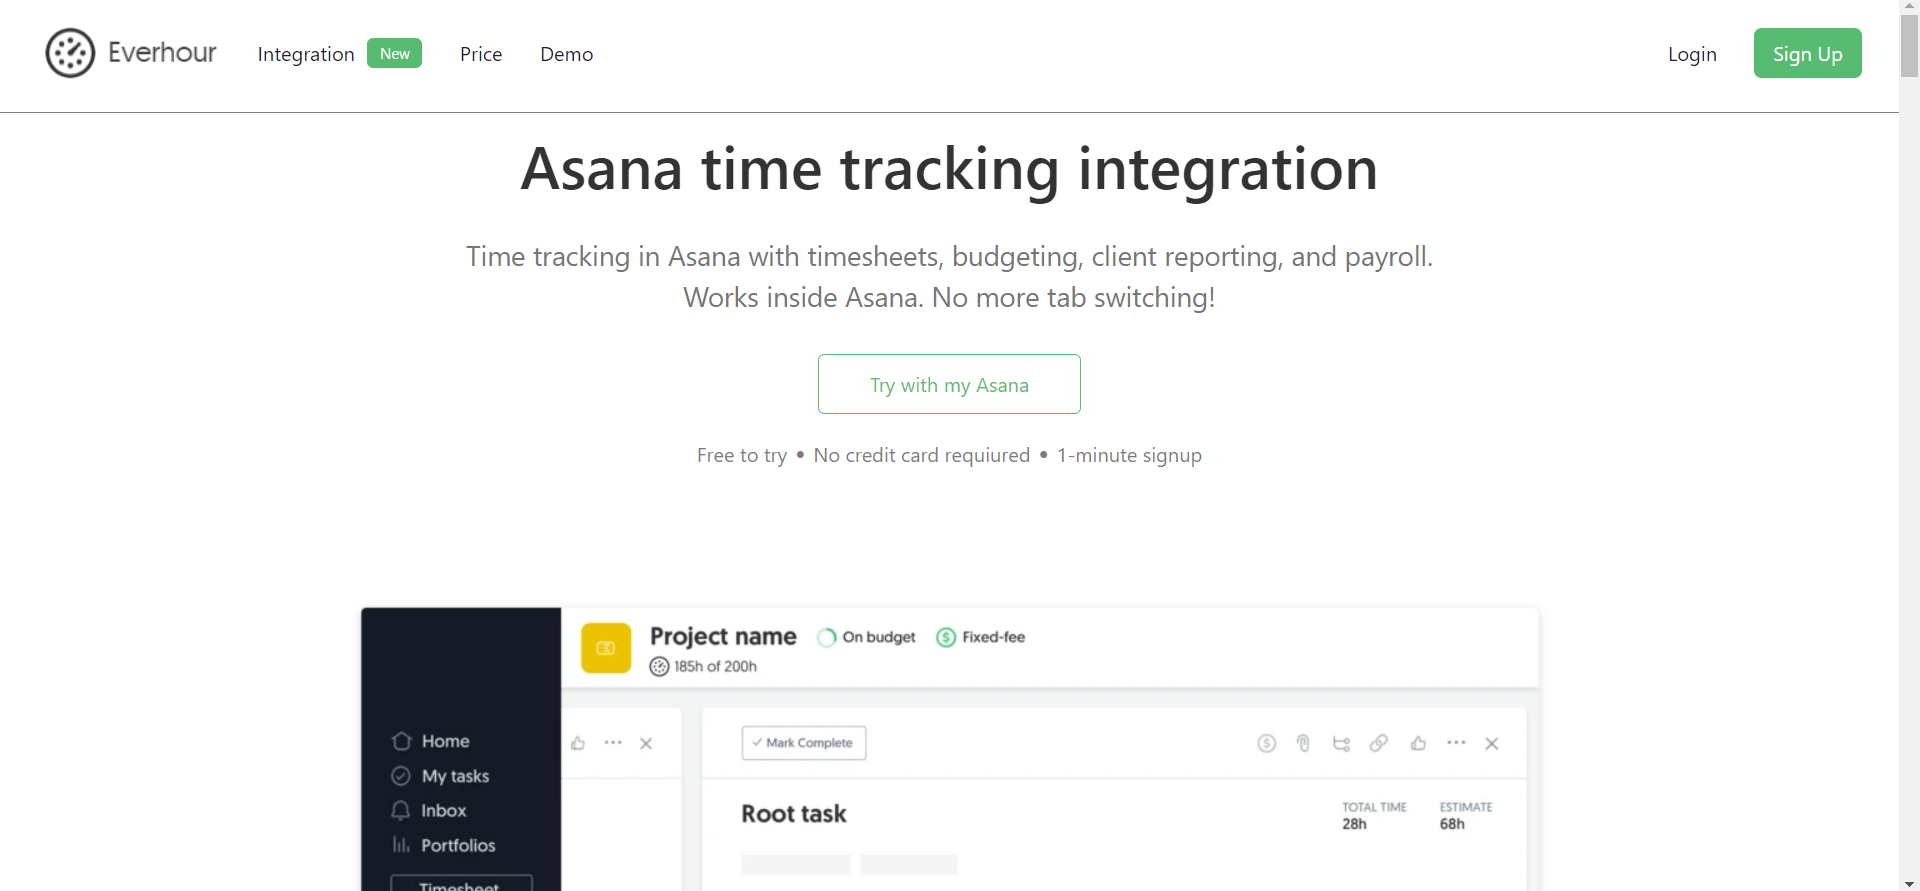 Everhour Integration New Price Demo Login Sign Up
Asana time tracking integration
Time tracking in Asana with timesheets, budgeting, client reporting, and payroll.
Works inside Asana. No more tab switching!
Try with my Asana
Free to try • No credit card requiured • 1-minute signup
Project name On budget Fixed-fee
185h of 200h
Home
My tasks
Inbox
Portfolios
Timesheet
Mark Complete
Root task
TOTAL TIME ESTIMATE
28h 68h